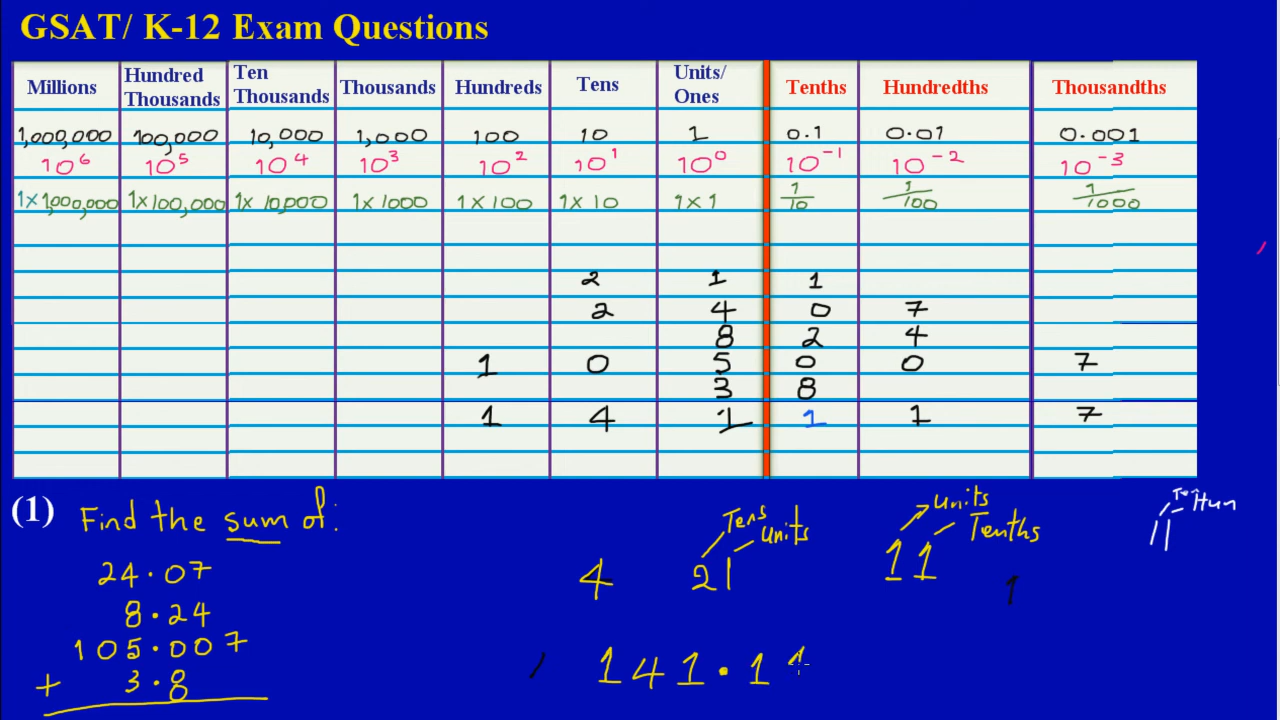 GSAT/ K-12 Exam Questions
Millions Hundred Thousands Ten Thousands Thousands Hundreds Tens Units/ Ones Tenths Hundredths Thousandths
1,000,000 100,000 10,000 1,000 100 10 1 0.1 0.01 0.001
10⁶ 10⁵ 10⁴ 10³ 10² 10¹ 10⁰ 10⁻¹ 10⁻² 10⁻³
1×1,000,000 1×100,000 1×10,000 1×1000 1×100 1×10 1×1 1/10 1/100 1/1000
2 1 1
2 4 0 7
8 2 4
1 0 5 0 0 7
3 8
1 4 1 1 1 7
(1) Find the sum of:
24.07
8.24
105.007
+ 3.8
Tens
Units
4 21
Units
Tenths
11
1
Hun
11
141.1